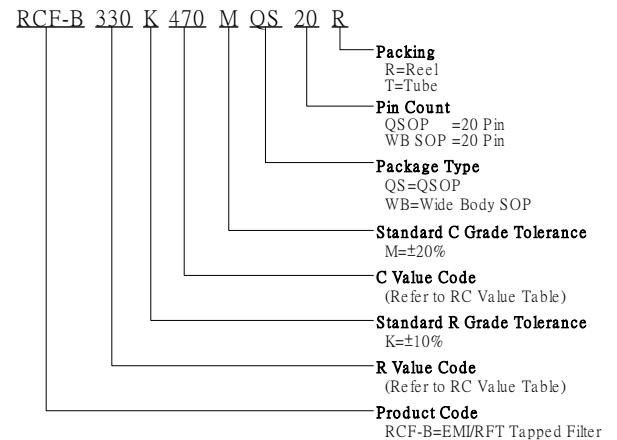 RCF-B 330 K 470 M QS 20 R
Packing
R=Reel
T=Tube
Pin Count
QSOP =20 Pin
WB SOP =20 Pin
Package Type
QS=QSOP
WB=Wide Body SOP
Standard C Grade Tolerance
M=±20%
C Value Code
(Refer to RC Value Table)
Standard R Grade Tolerance
K=±10%
R Value Code
(Refer to RC Value Table)
Product Code
RCF-B=EMI/RFT Tapped Filter